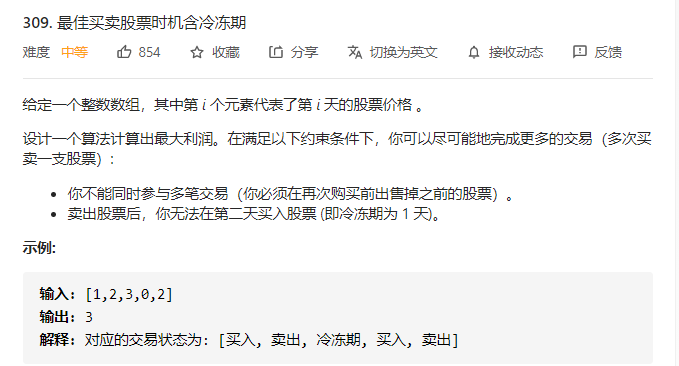 309. 最佳买卖股票时机含冷冻期
难度 中等 854 收藏 分享 切换为英文 接收动态 反馈
给定一个整数数组，其中第 i 个元素代表了第 i 天的股票价格 。
设计一个算法计算出最大利润。在满足以下约束条件下，你可以尽可能地完成更多的交易（多次买
卖一支股票）:
• 你不能同时参与多笔交易（你必须在再次购买前出售掉之前的股票）。
• 卖出股票后，你无法在第二天买入股票 (即冷冻期为 1 天)。
示例:
输入: [1,2,3,0,2]
输出: 3
解释: 对应的交易状态为: [买入, 卖出, 冷冻期, 买入, 卖出]